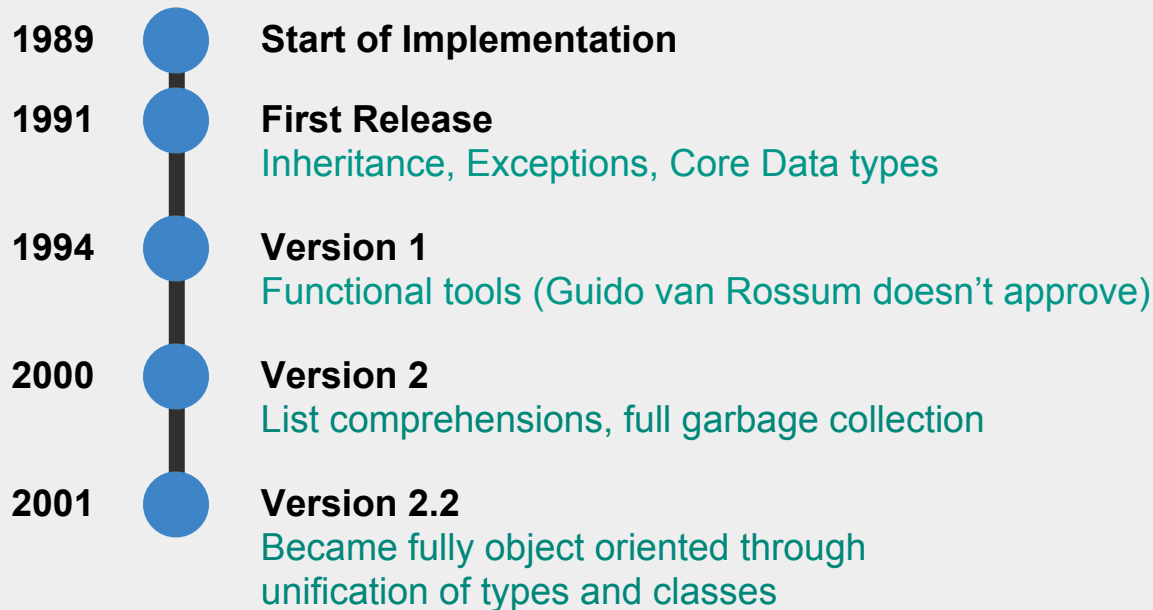 1989 Start of Implementation
1991 First Release
Inheritance, Exceptions, Core Data types
1994 Version 1
Functional tools (Guido van Rossum doesn’t approve)
2000 Version 2
List comprehensions, full garbage collection
2001 Version 2.2
Became fully object oriented through
unification of types and classes